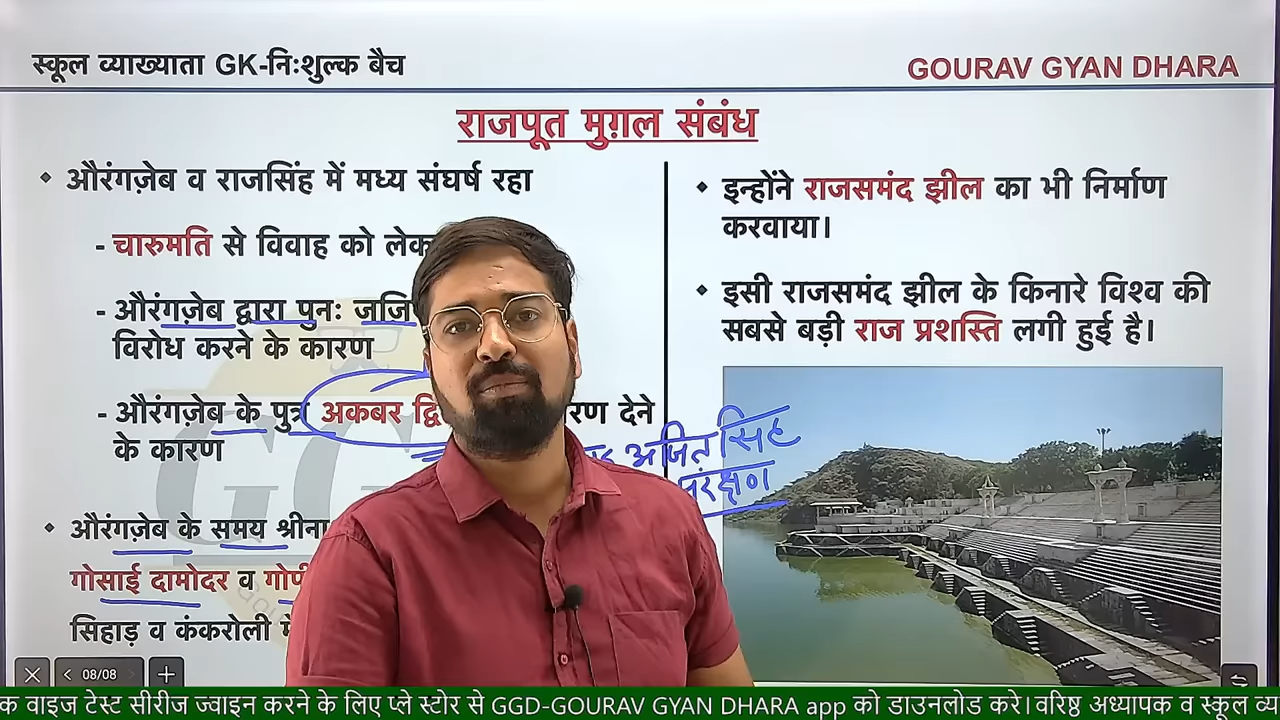 स्कूल व्याख्याता GK-निःशुल्क बैच
GOURAV GYAN DHARA
राजपूत मुग़ल संबंध
• औरंगज़ेब व राजसिंह में मध्य संघर्ष रहा
- चारुमति से विवाह को
- औरंगज़ेब द्वारा पुनः
विरोध करने के कारण
- औरंगज़ेब के पुत्र अकबर देने
के कारण
अजितसिंह
संरक्षण
• औरंगज़ेब के समय
गोसाई दामोदर व
सिहाड़ व कंकरोली
• इन्होंने राजसमंद झील का भी निर्माण
करवाया।
• इसी राजसमंद झील के किनारे विश्व की
सबसे बड़ी राज प्रशस्ति लगी हुई है।
08/08
वाइज टेस्ट सीरीज ज्वाइन करने के लिए प्ले स्टोर से GGD-GOURAV GYAN DHARA app को डाउनलोड करे। वरिष्ठ अध्यापक व स्कूल